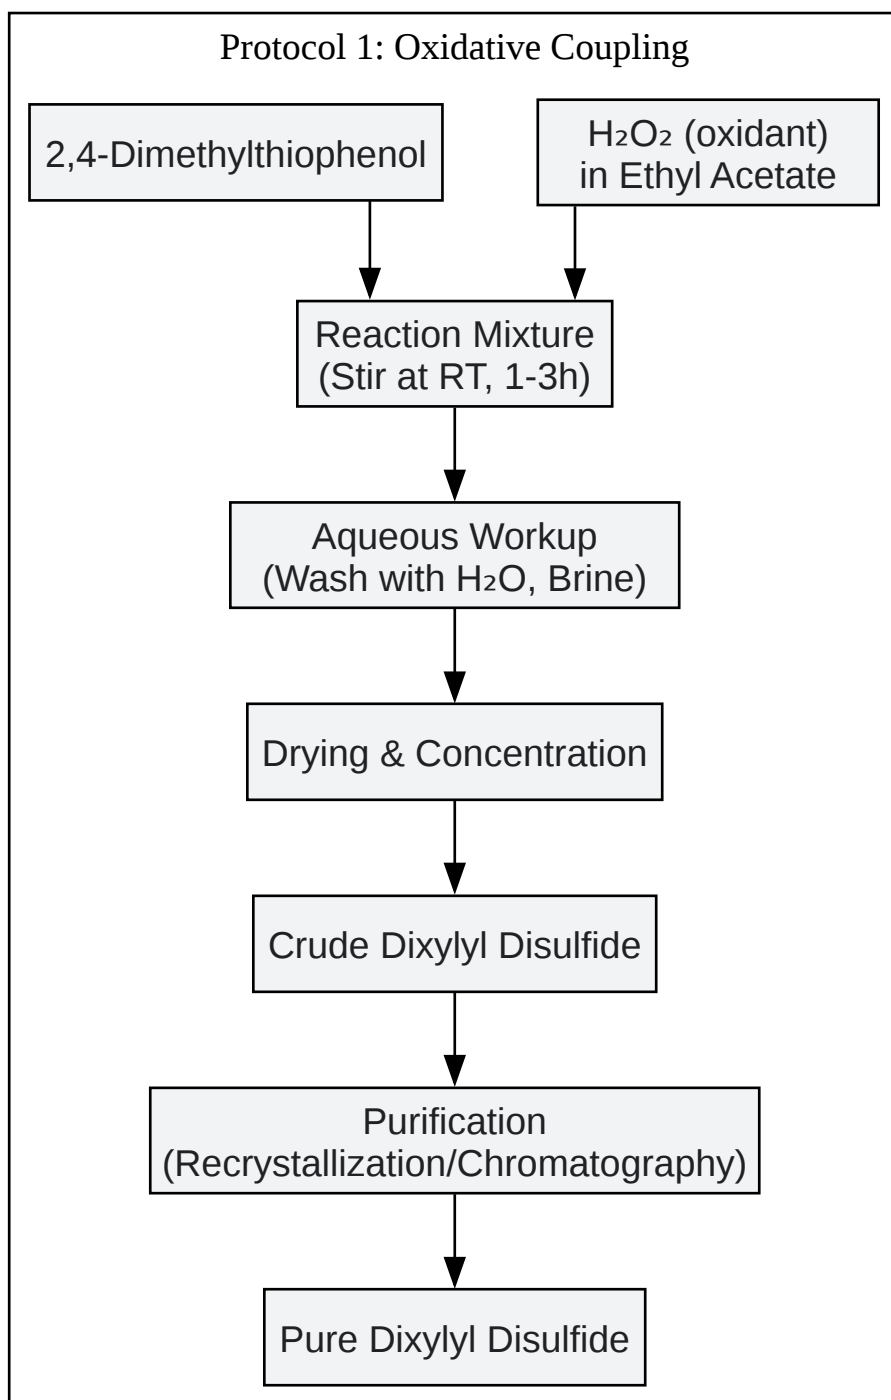 Protocol 1: Oxidative Coupling
2,4-Dimethylthiophenol
H₂O₂ (oxidant)
in Ethyl Acetate
Reaction Mixture
(Stir at RT, 1-3h)
Aqueous Workup
(Wash with H₂O, Brine)
Drying & Concentration
Crude Dixylyl Disulfide
Purification
(Recrystallization/Chromatography)
Pure Dixylyl Disulfide